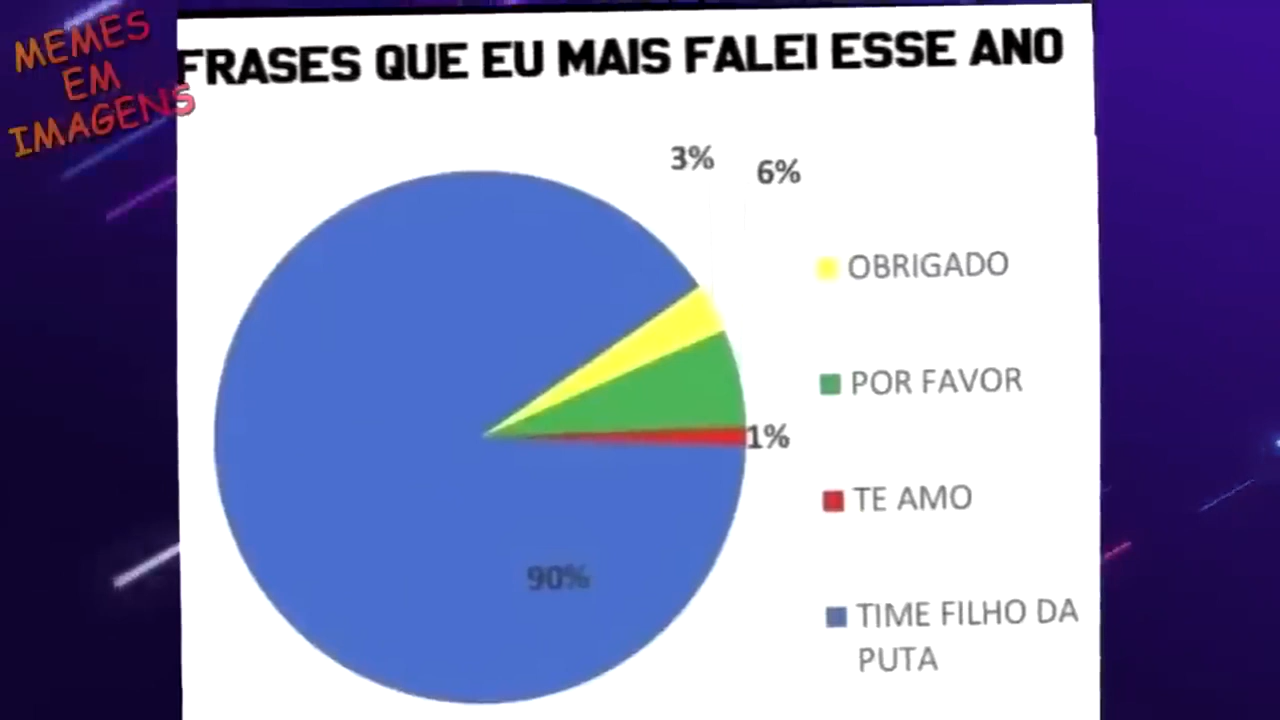 MEMES
EM
IMAGENS
FRASES QUE EU MAIS FALEI ESSE ANO
3%
6%
OBRIGADO
POR FAVOR
1%
TE AMO
90%
TIME FILHO DA
PUTA